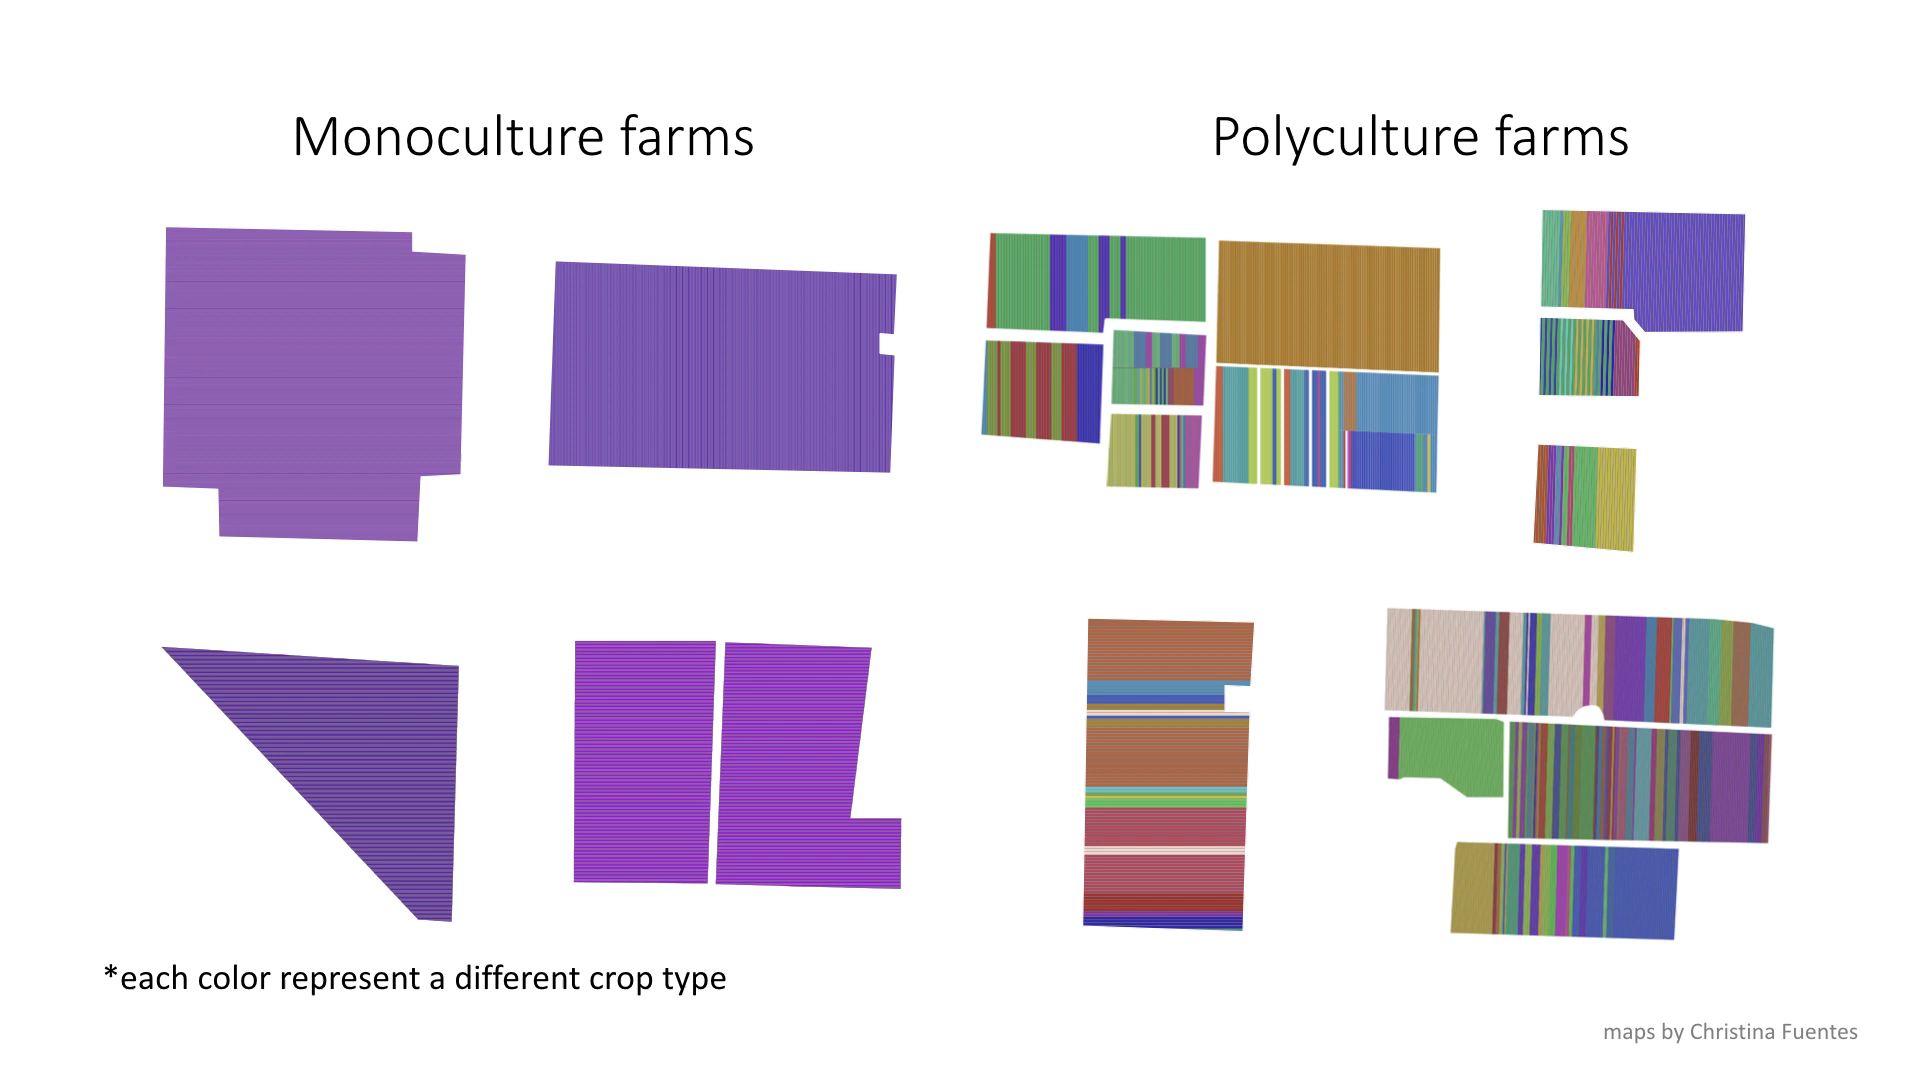 Monoculture farms
Polyculture farms
*each color represent a different crop type
maps by Christina Fuentes